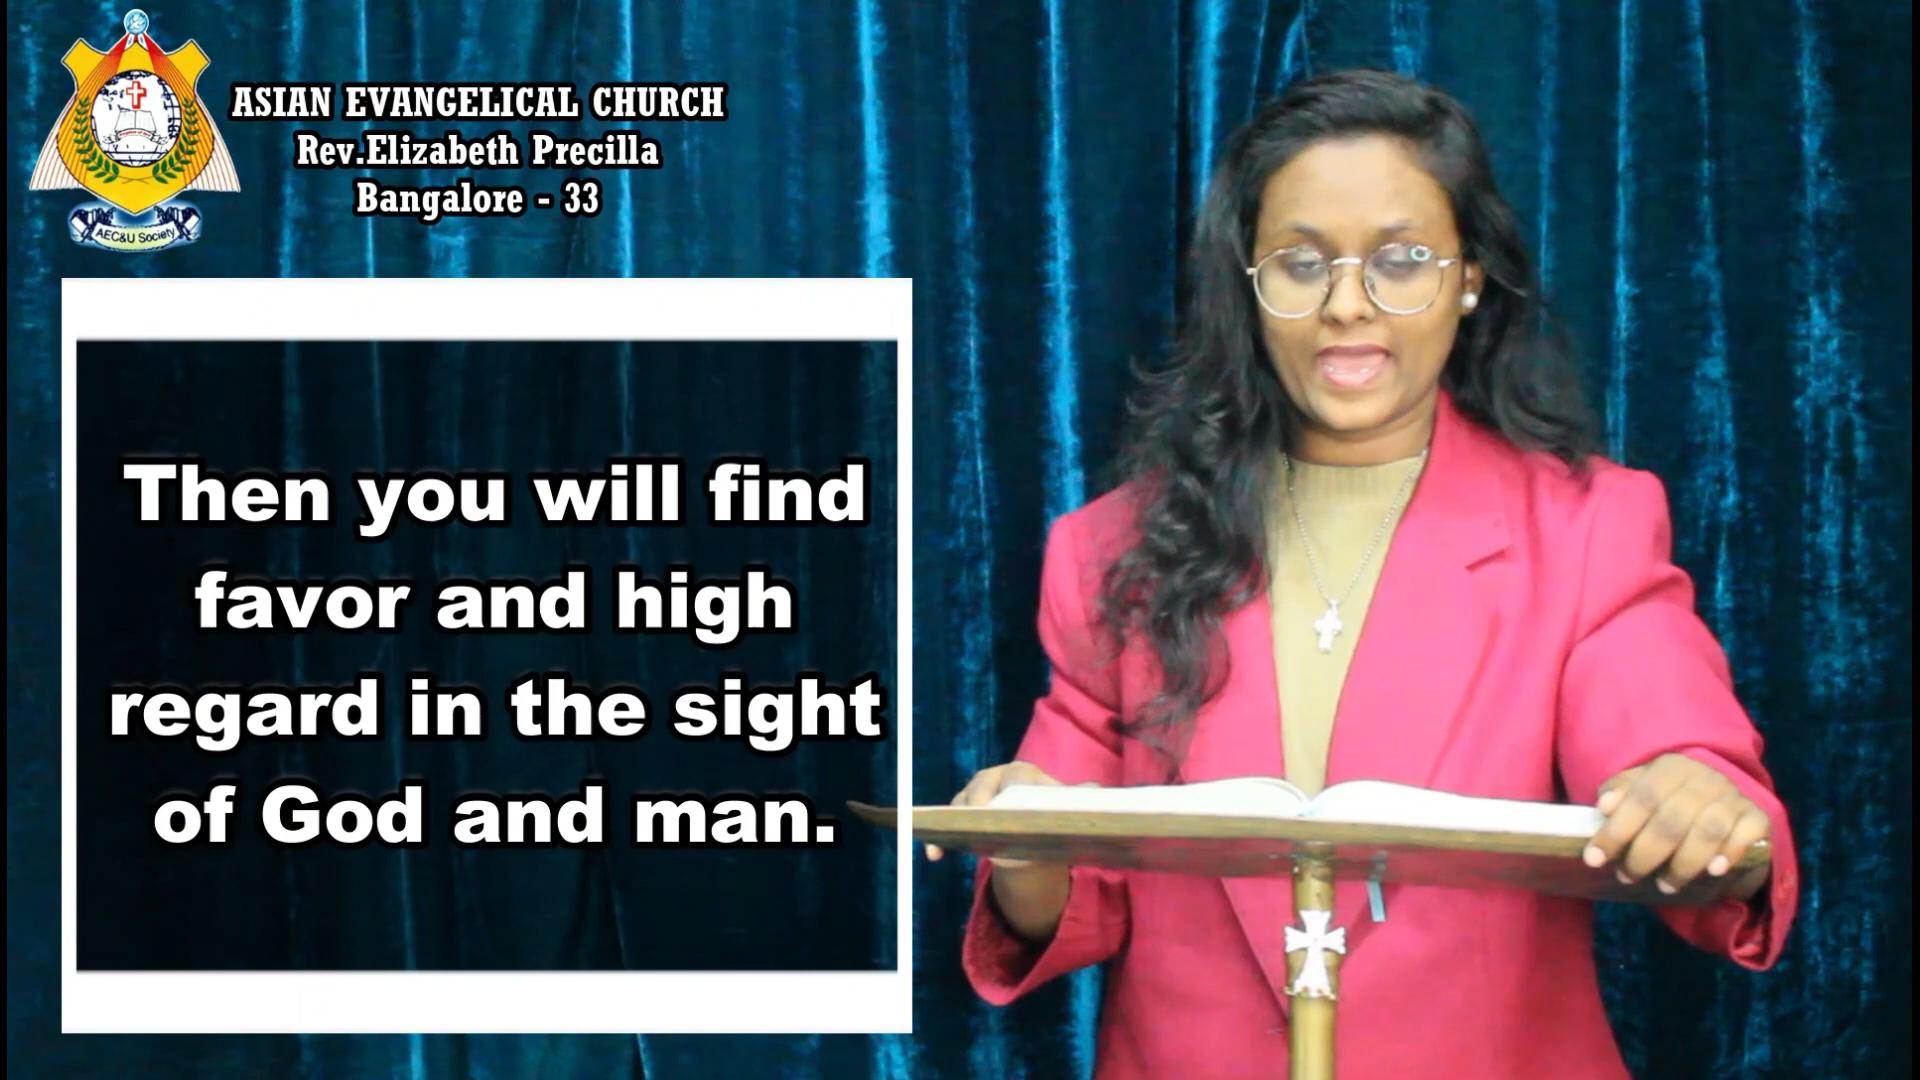 ASIAN EVANGELICAL CHURCH
Rev.Elizabeth Precilla
Bangalore - 33
AEC&U Society
Then you will find
favor and high
regard in the sight
of God and man.